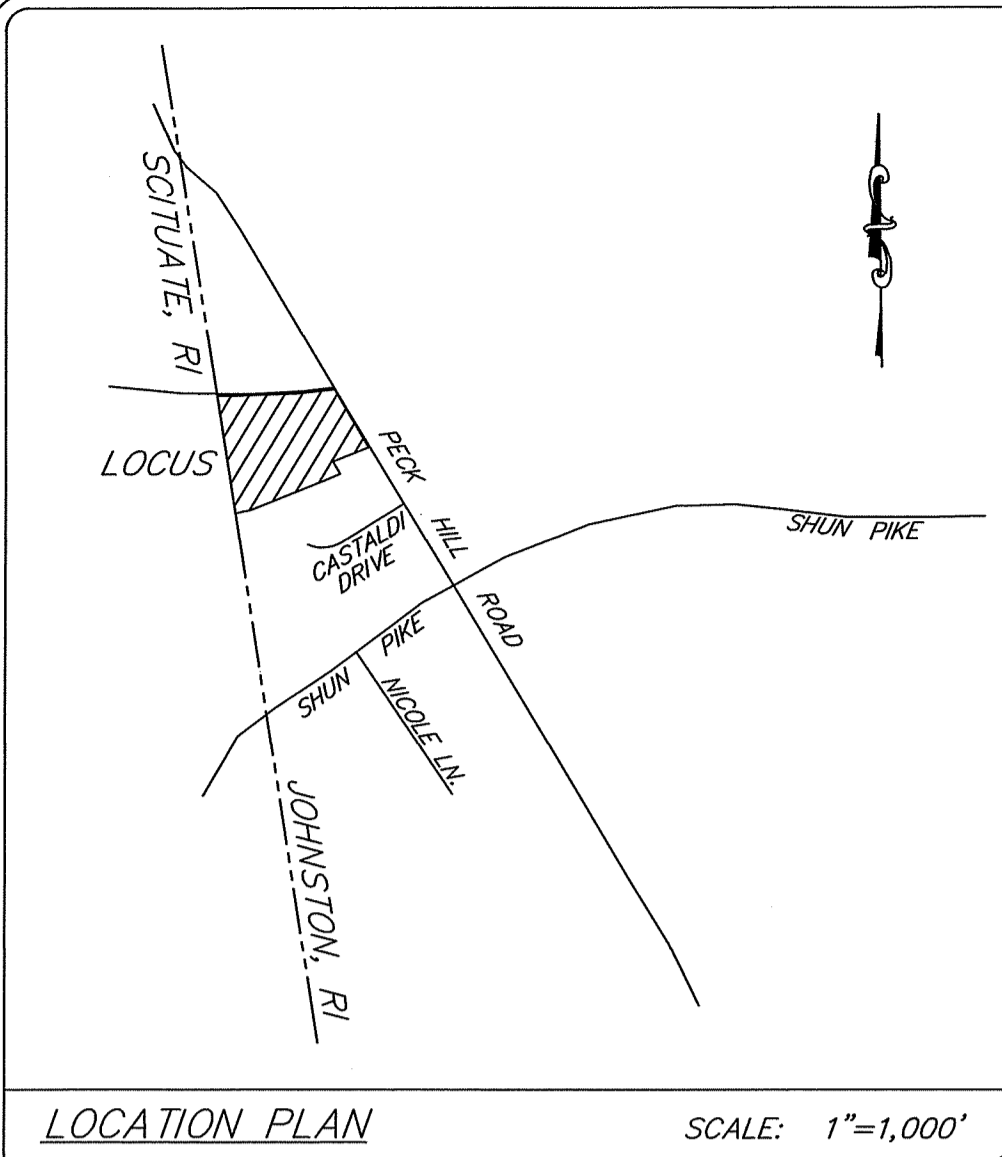 SCITUATE, RI
LOCUS
PECK
HILL
ROAD
SHUN PIKE
CASTALDI
DRIVE
SHUN
PIKE
NICOLE LN.
JOHNSTON, RI
LOCATION PLAN
SCALE: 1"=1,000'